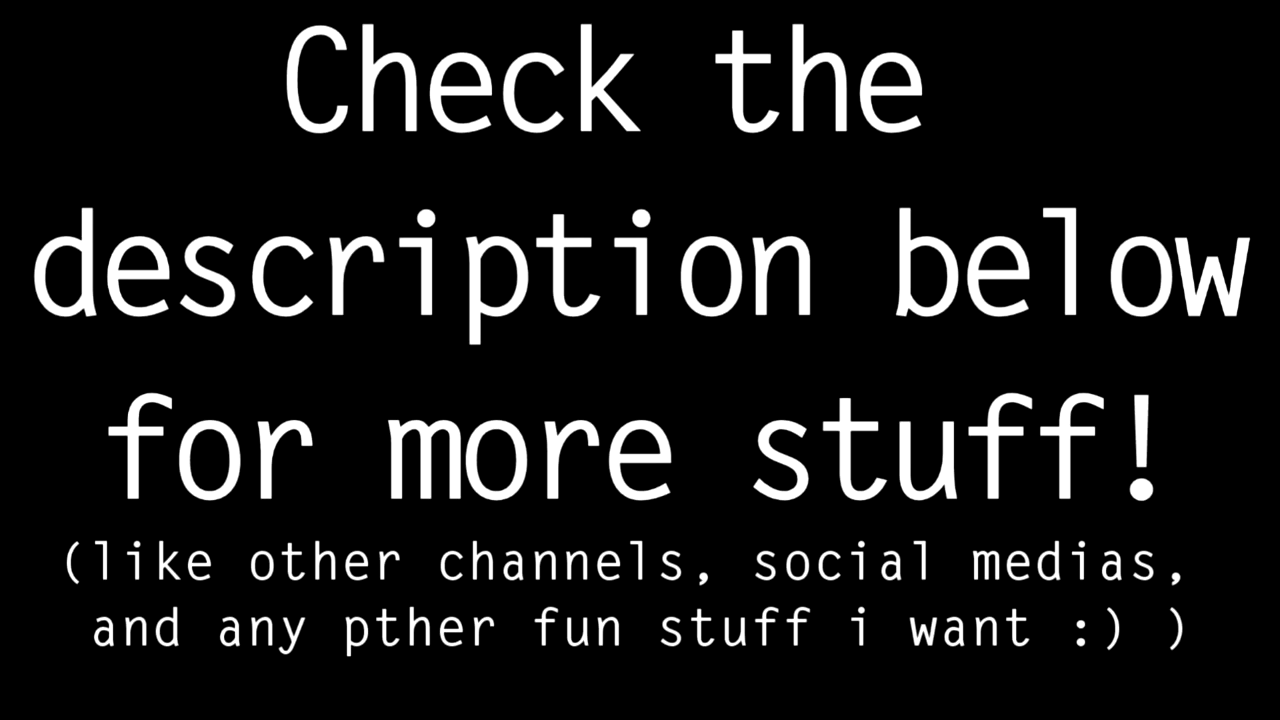 Check the
description below
for more stuff!
(like other channels, social medias,
and any pther fun stuff i want :) )